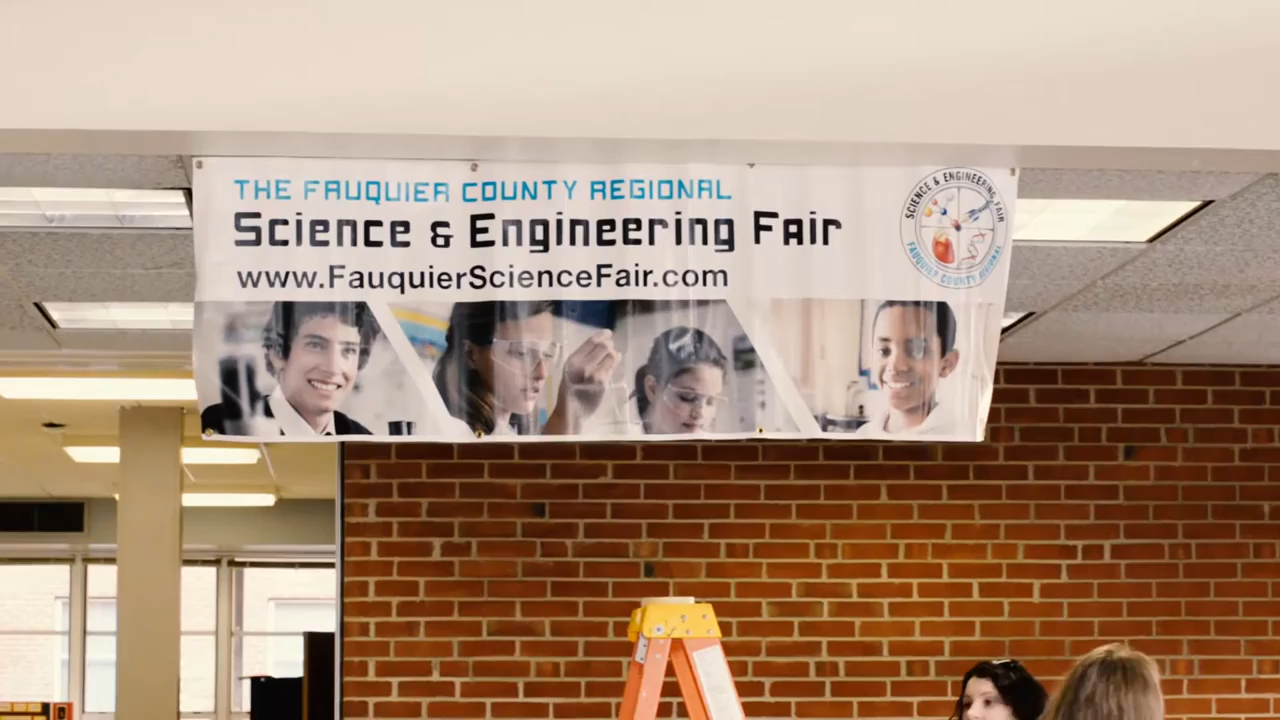 THE FAUQUIER COUNTY REGIONAL
Science & Engineering Fair
www.FauquierScienceFair.com
SCIENCE & ENGINEERING FAIR
FAUQUIER COUNTY REGIONAL